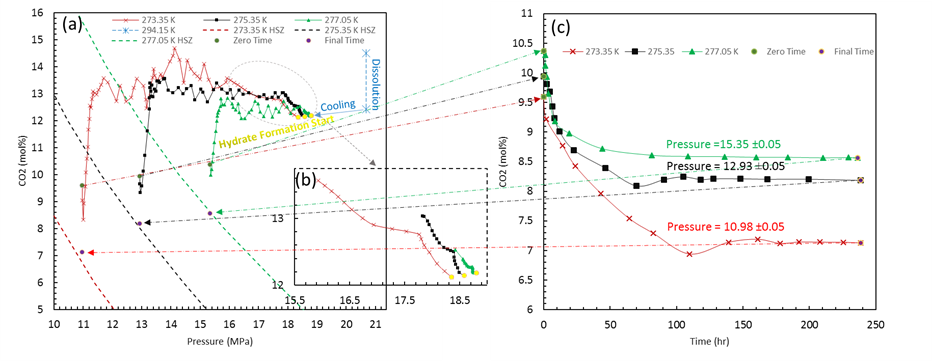 (a)
273.35 K 275.35 K 277.05 K
294.15 K 273.35 K HSZ 275.35 K HSZ
277.05 K HSZ Zero Time Final Time
16
15
14
13
12
11
10
9
8
7
6
5
CO2 (mol%)
10 11 12 13 14 15 16 17 18 19 20 21
Pressure (MPa)
Dissolution
Cooling
Hydrate Formation Start
(b)
13
12
15.5 16.5 17.5 18.5
(c)
273.35 K 275.35 277.05 K Zero Time Final Time
11
10.5
10
9.5
9
8.5
8
7.5
7
6.5
6
CO2 (mol%)
Pressure =15.35 ±0.05
Pressure = 12.93 ±0.05
Pressure = 10.98 ±0.05
0 50 100 150 200 250
Time (hr)